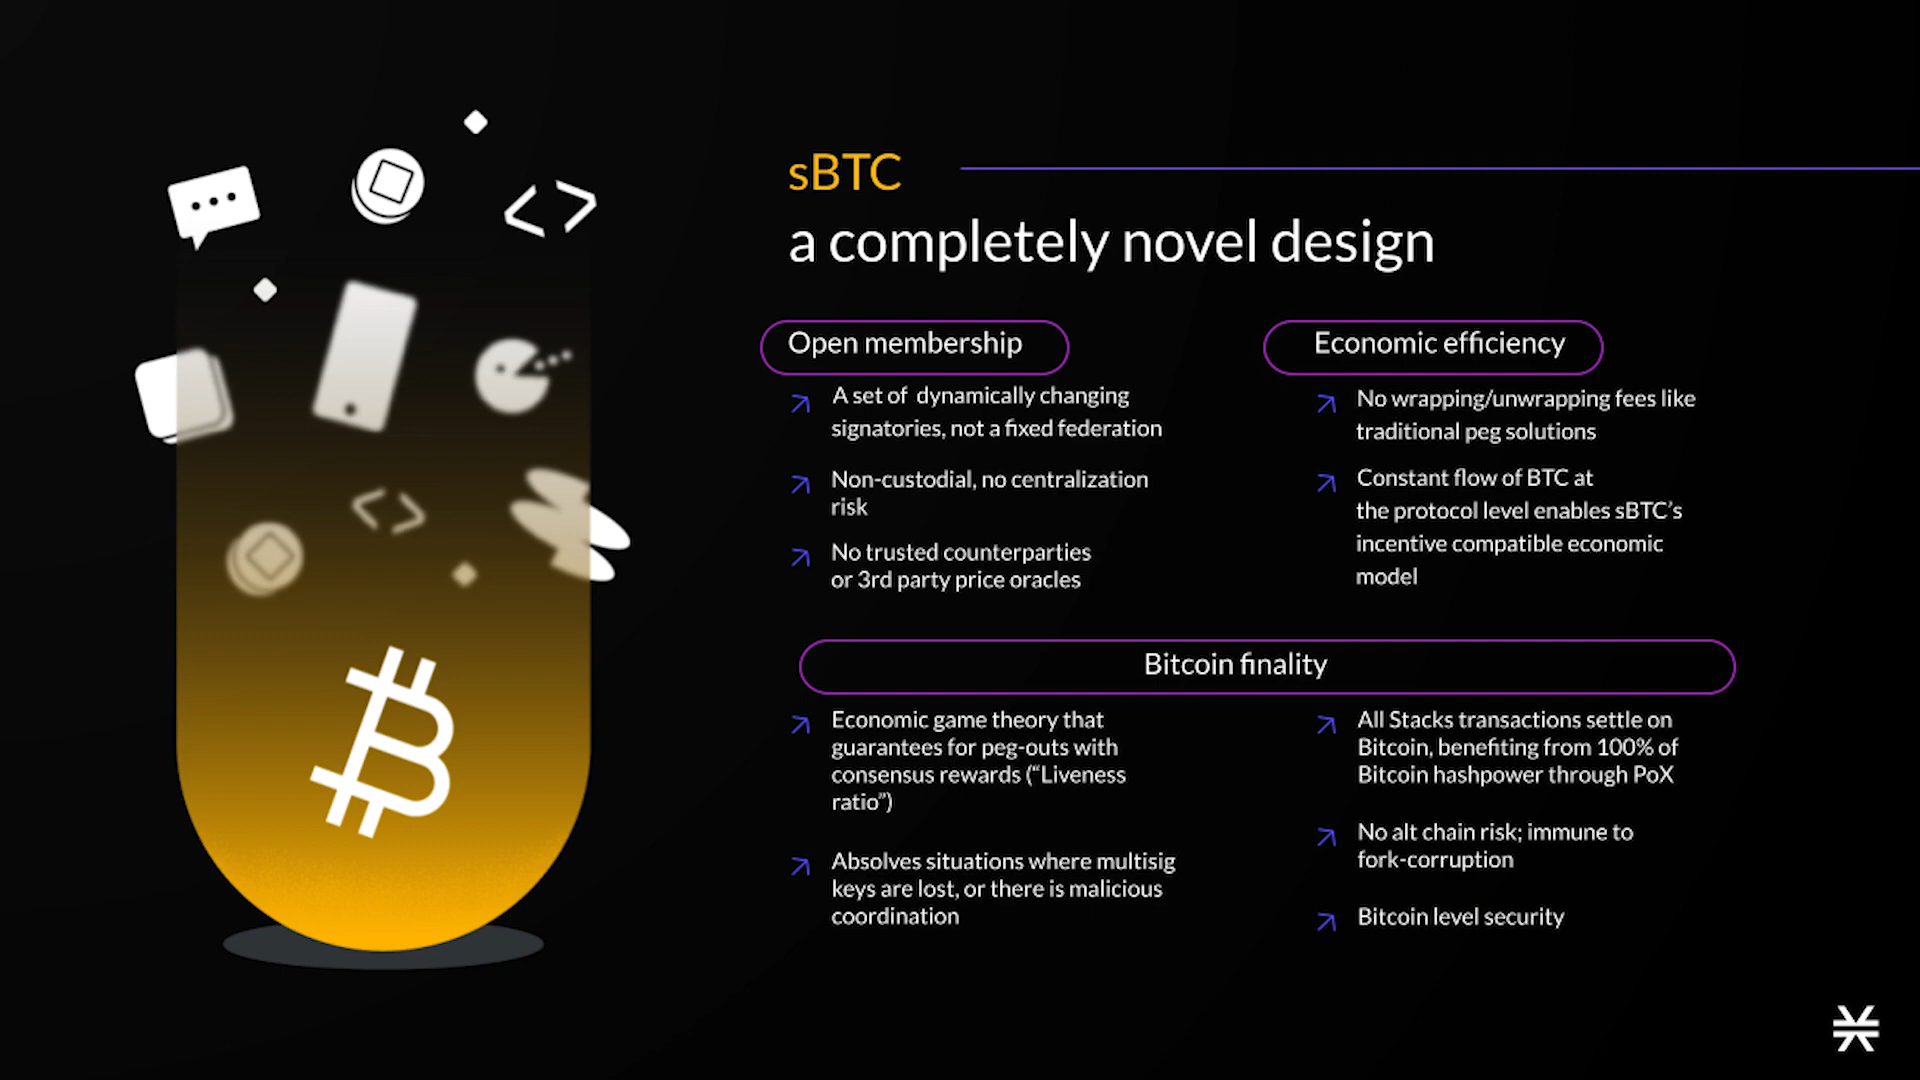 sBTC
a completely novel design
Open membership
A set of dynamically changing
signatories, not a fixed federation
Non-custodial, no centralization
risk
No trusted counterparties
or 3rd party price oracles
Economic efficiency
No wrapping/unwrapping fees like
traditional peg solutions
Constant flow of BTC at
the protocol level enables sBTC’s
incentive compatible economic
model
Bitcoin finality
Economic game theory that
guarantees for peg-outs with
consensus rewards (“Liveness
ratio”)
Absolves situations where multisig
keys are lost, or there is malicious
coordination
All Stacks transactions settle on
Bitcoin, benefiting from 100% of
Bitcoin hashpower through PoX
No alt chain risk; immune to
fork-corruption
Bitcoin level security